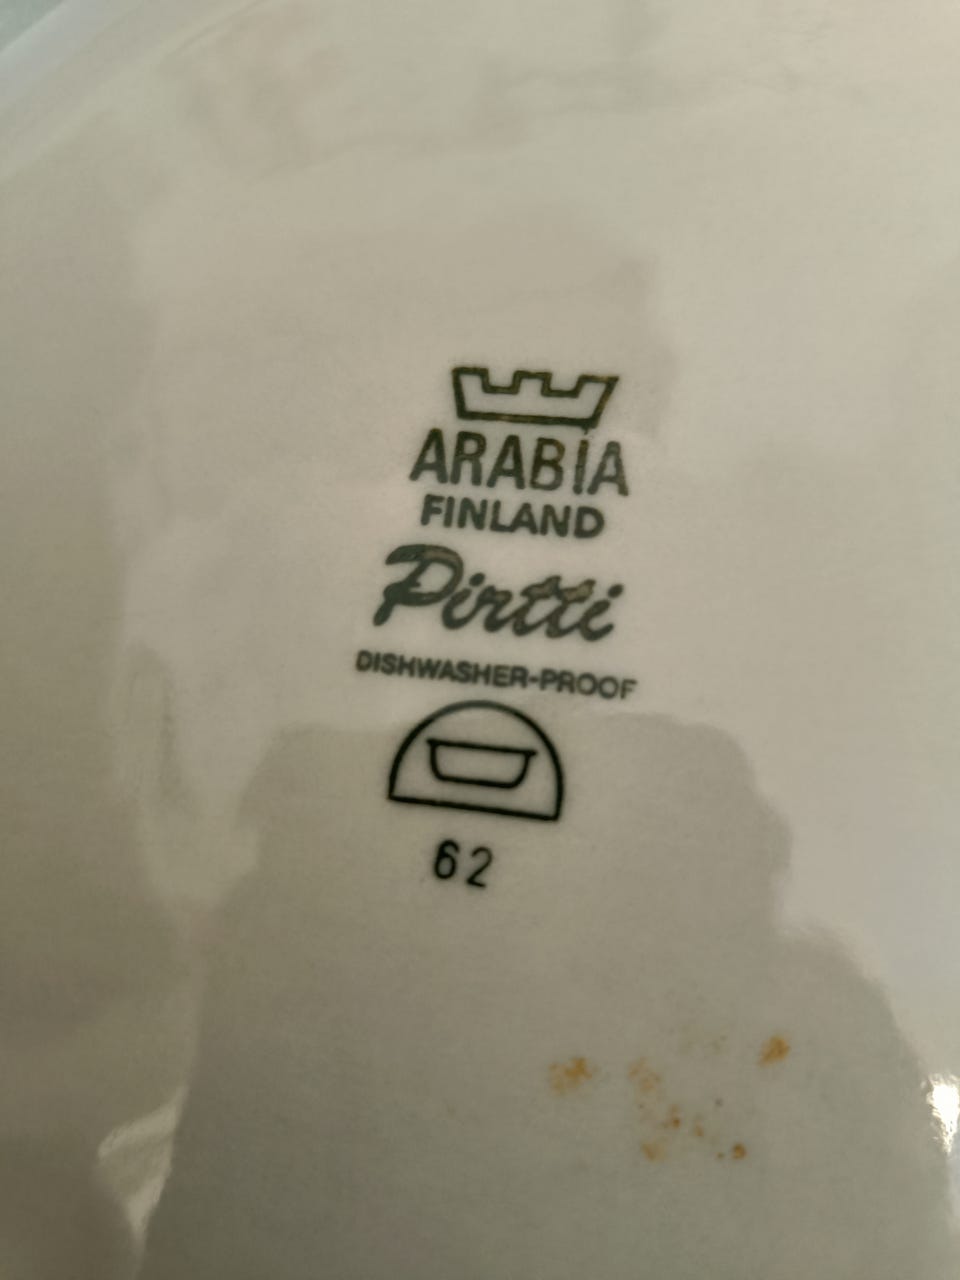 ARABIA
FINLAND
Pirtti
DISHWASHER-PROOF
62